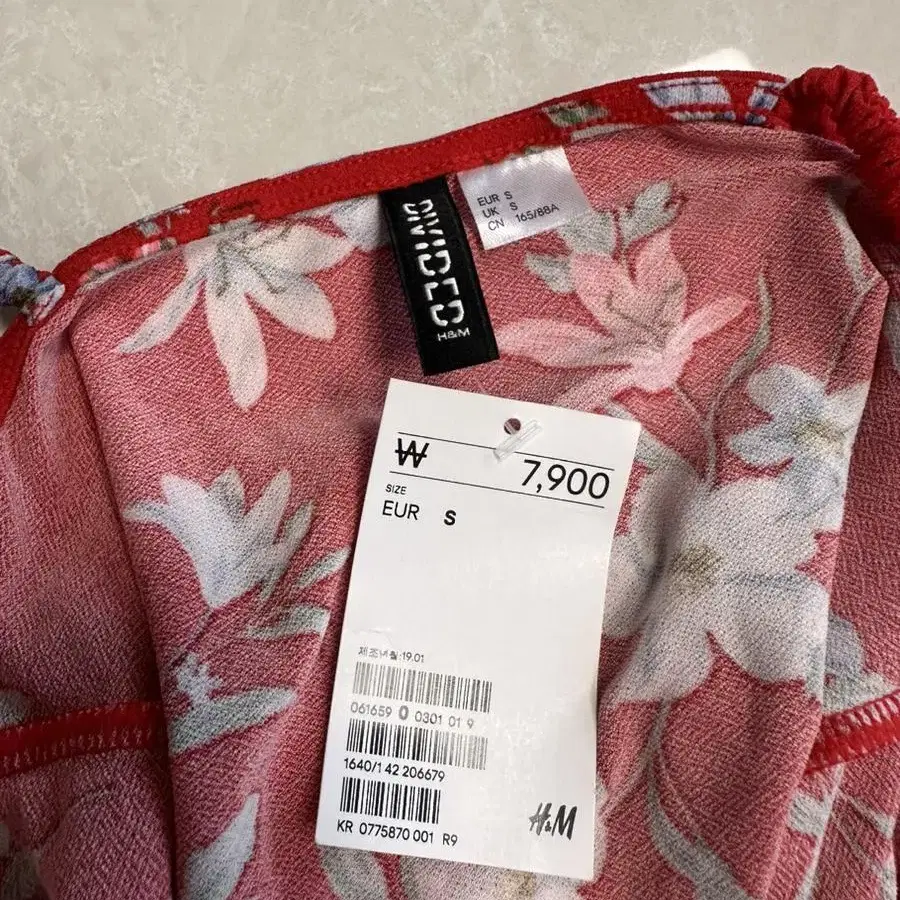 DIVIDED
H&M
EUR S
UK S
CN 165/88A
₩ 7,900
SIZE
EUR S
제조년월:19.01
061659 0 0301 01 9
1640/1 42 206679
KR 0775870 001 R9
H&M